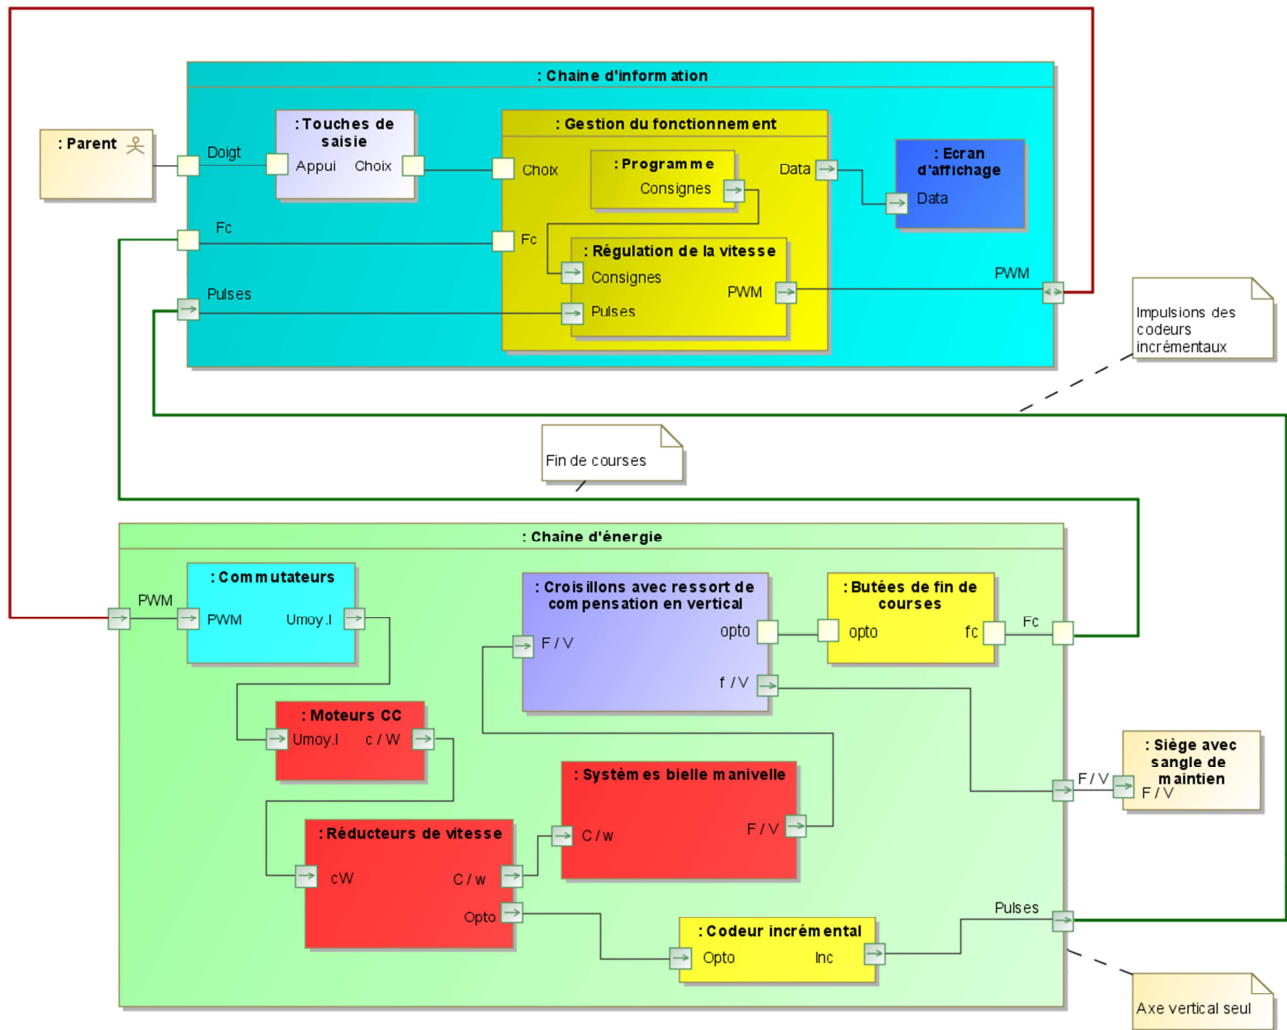 : Chaine d'information
: Parent
Doigt
: Touches de
saisie
Appui
Choix
: Gestion du fonctionnement
Choix
: Programme
Consignes
Data
: Ecran
d'affichage
Data
Fc
Fc
: Régulation de la vitesse
Consignes
PWM
Pulses
PWM
Pulses
Impulsions des
codeurs
incrémentaux
Fin de courses
: Chaîne d'énergie
PWM
: Commutateurs
PWM
Umoy.I
: Croisillons avec ressort de
compensation en vertical
F / V
opto
f / V
: Butées de fin de
courses
opto
fc
Fc
: Moteurs CC
Umoy.I
c / W
: Systèmes bielle manivelle
C / w
F / V
F / V
: Siège avec
sangle de
maintien
F / V
: Réducteurs de vitesse
cW
C / w
Opto
: Codeur incrémental
Opto
Inc
Pulses
Axe vertical seul